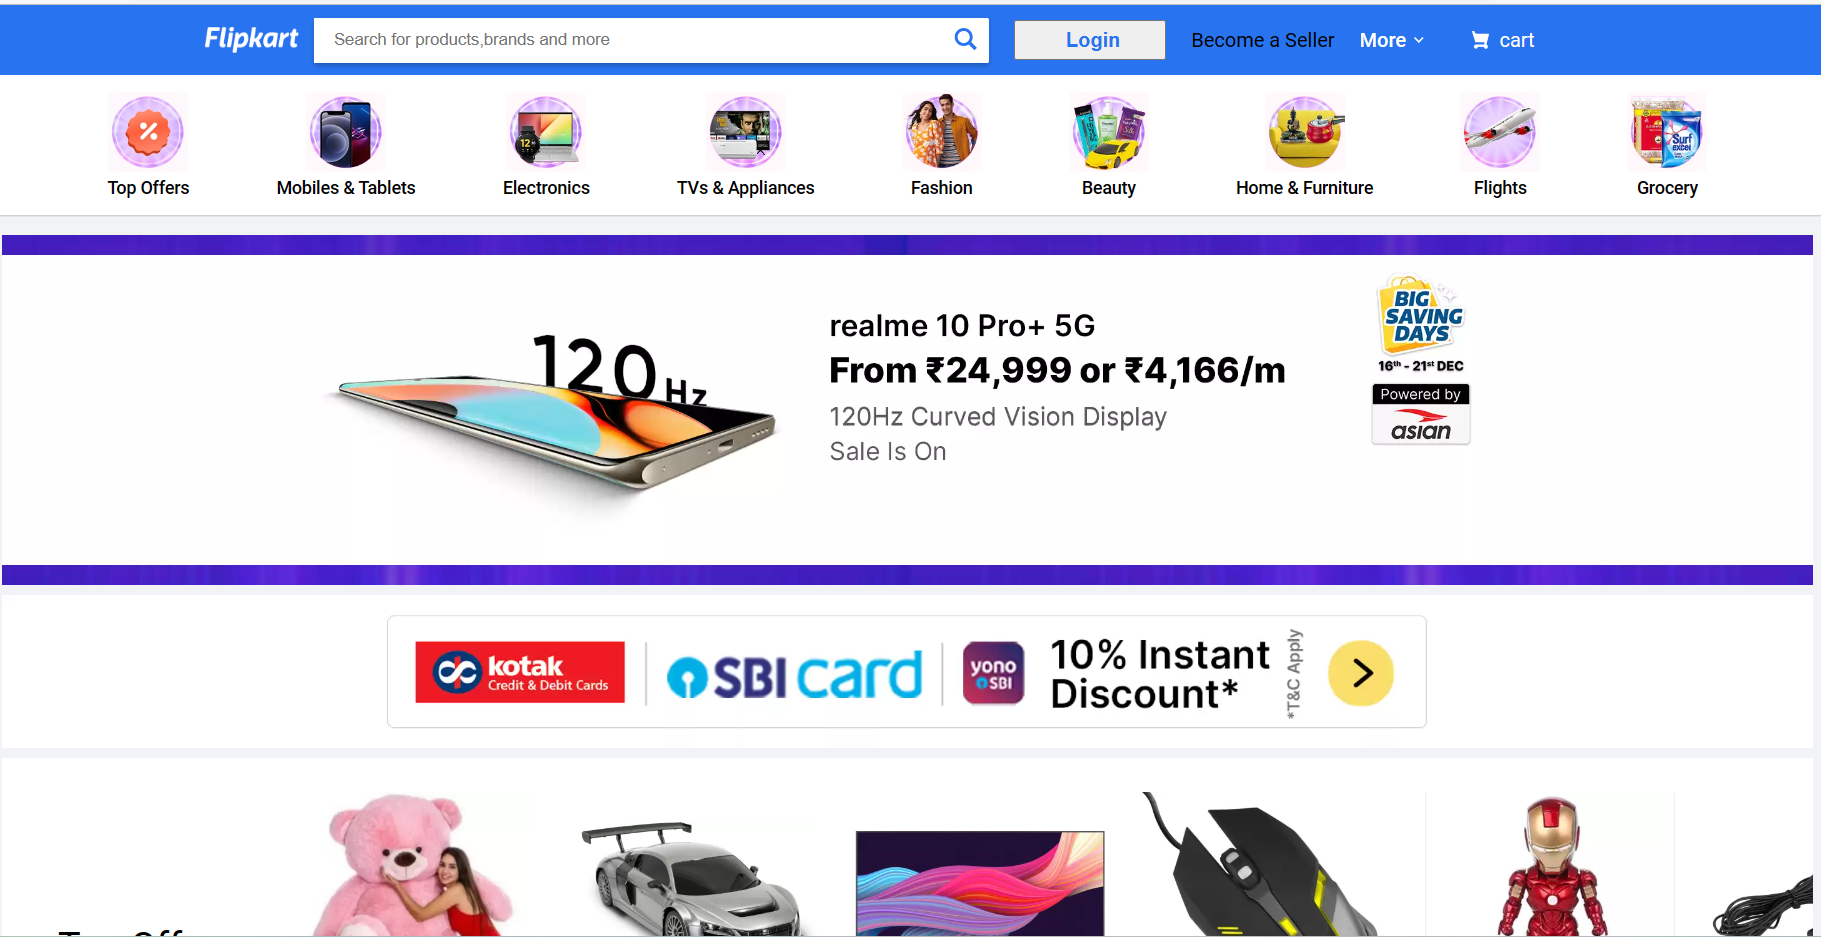 Flipkart
Search for products,brands and more
Login
Become a Seller
More
cart
Top Offers
Mobiles & Tablets
Electronics
TVs & Appliances
Fashion
Beauty
Home & Furniture
Flights
Grocery
Surf
excel
12
120 Hz
realme 10 Pro+ 5G
From ₹24,999 or ₹4,166/m
120Hz Curved Vision Display
Sale Is On
BIG
SAVING
DAYS
16th - 21st DEC
Powered by
asian
kotak
Credit & Debit Cards
SBI card
yono
SBI
10% Instant
Discount*
*T&C Apply